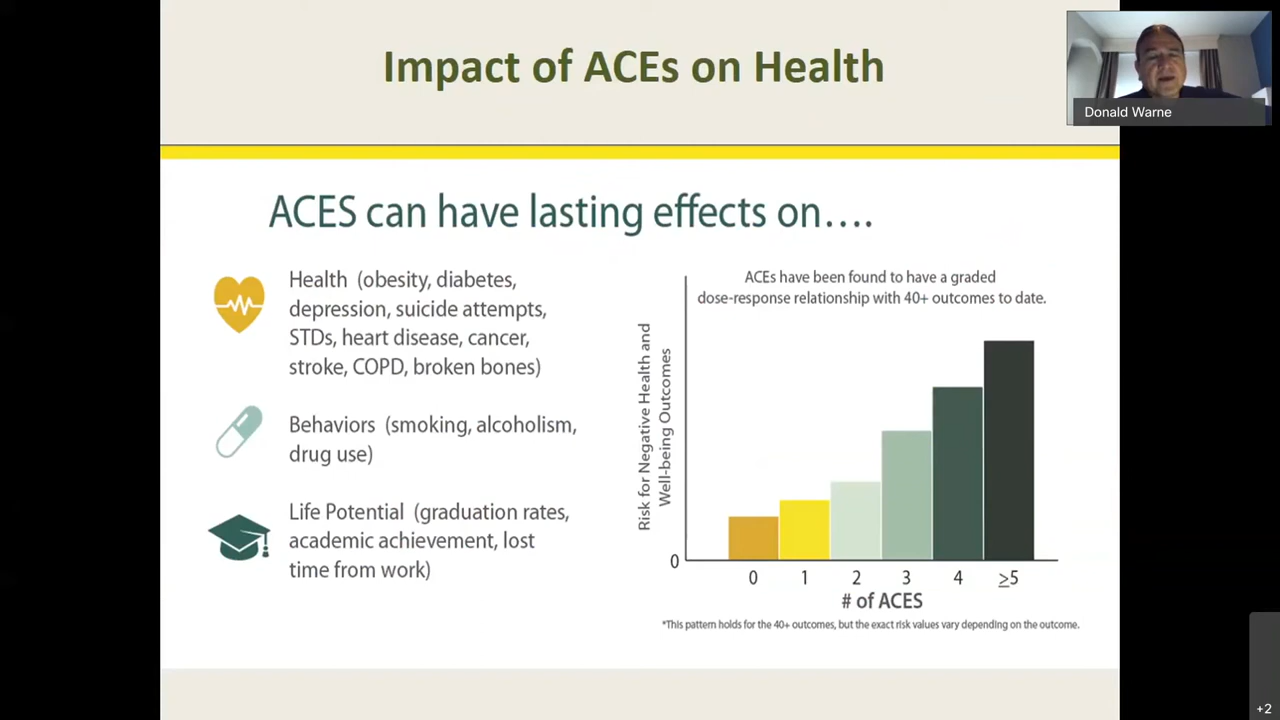 Impact of ACEs on Health
Donald Warne
ACES can have lasting effects on….
Health (obesity, diabetes,
depression, suicide attempts,
STDs, heart disease, cancer,
stroke, COPD, broken bones)
Behaviors (smoking, alcoholism,
drug use)
Life Potential (graduation rates,
academic achievement, lost
time from work)
ACEs have been found to have a graded
dose-response relationship with 40+ outcomes to date.
Risk for Negative Health and
Well-being Outcomes
0
0 1 2 3 4 ≥5
# of ACES
*This pattern holds for the 40+ outcomes, but the exact risk values vary depending on the outcome.
+2